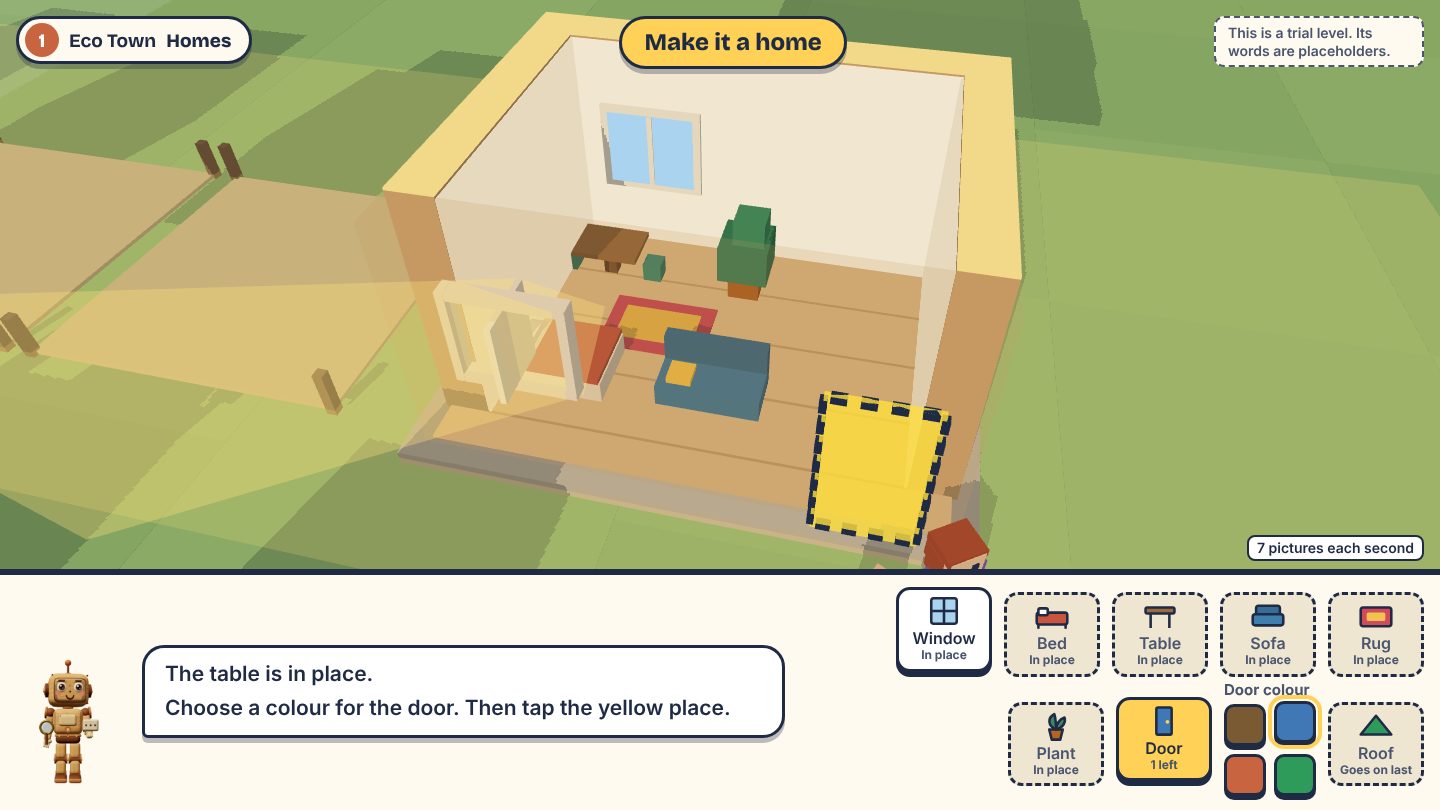 1 Eco Town Homes
Make it a home
This is a trial level. Its
words are placeholders.
7 pictures each second
The table is in place.
Choose a colour for the door. Then tap the yellow place.
Window
In place
Bed
In place
Table
In place
Sofa
In place
Rug
In place
Plant
In place
Door
1 left
Door colour
Roof
Goes on last